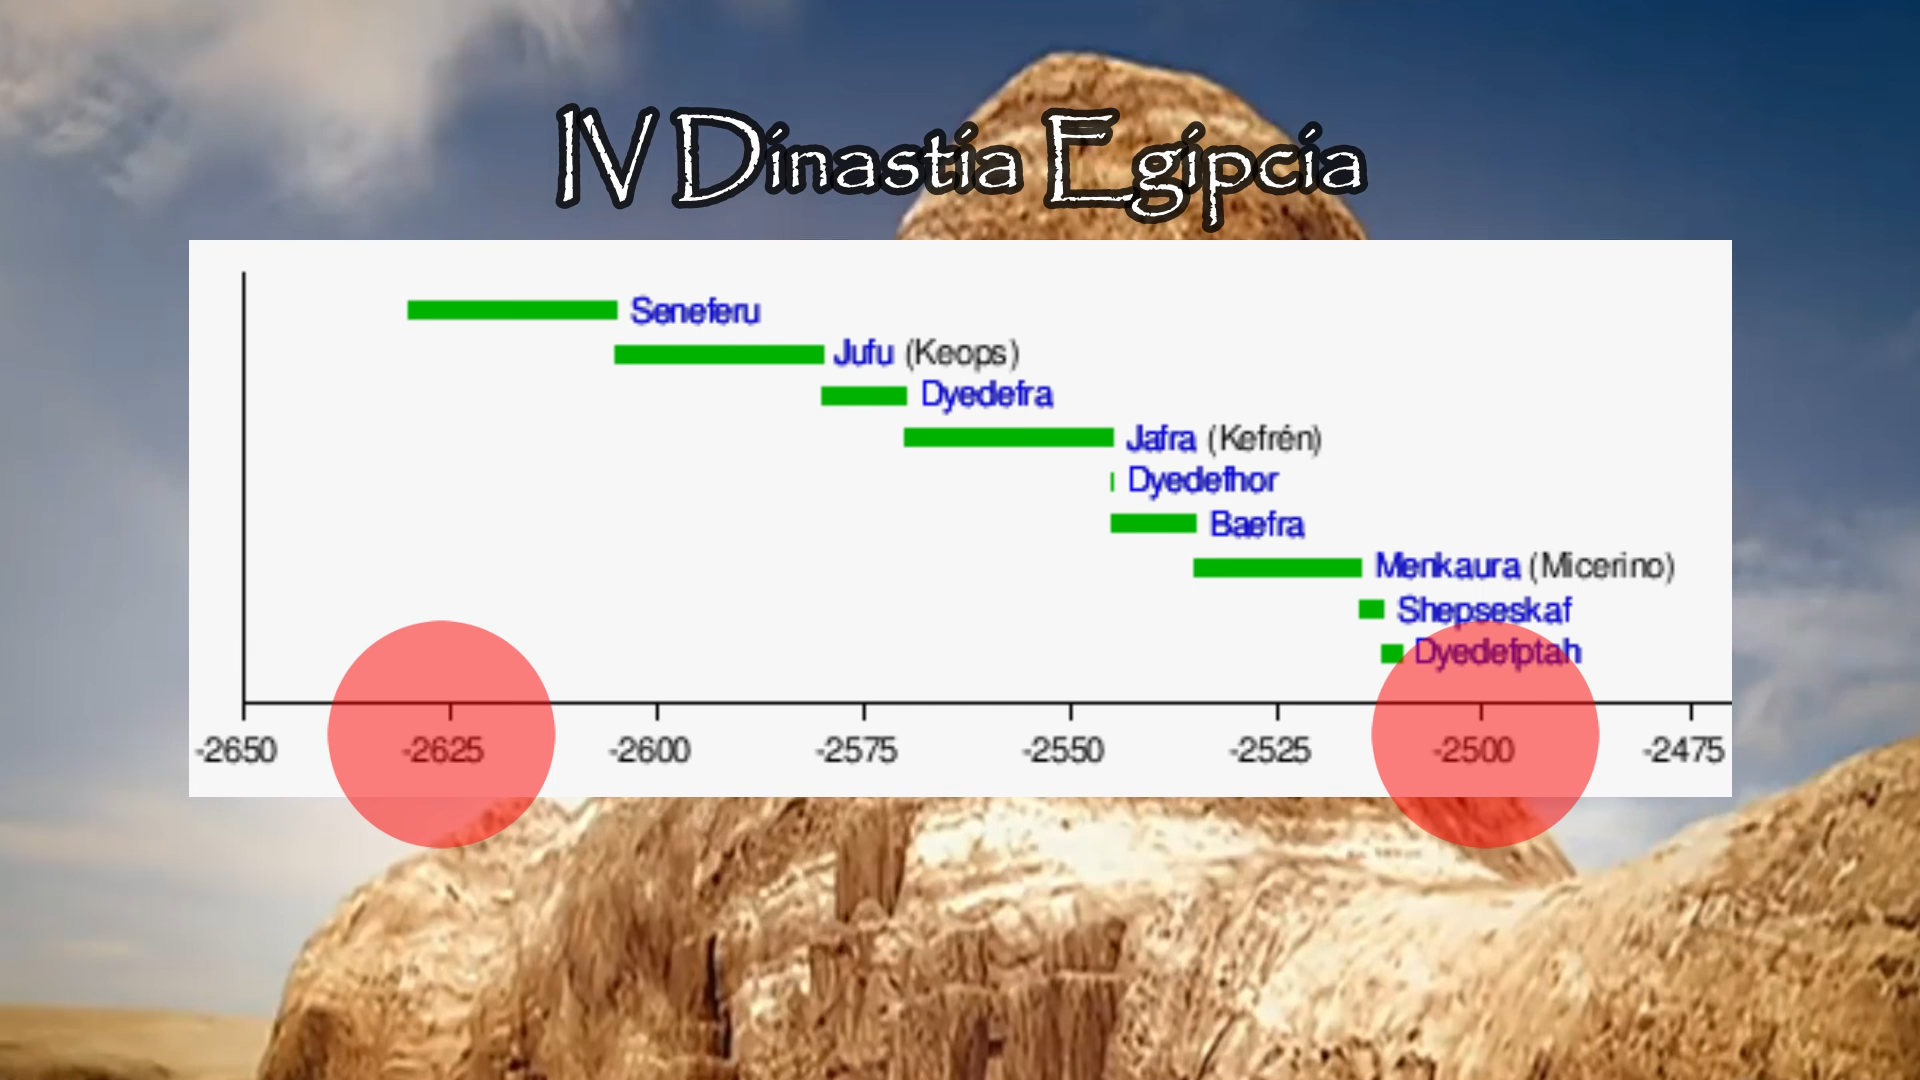 IV Dinastía Egipcia
Seneferu
Jufu (Keops)
Dyedefra
Jafra (Kefrén)
Dyedefhor
Baefra
Menkaura (Micerino)
Shepseskaf
Dyedefptah
-2650 -2625 -2600 -2575 -2550 -2525 -2500 -2475